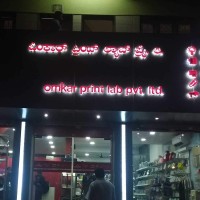 ಓಂಕಾರ್ ಪ್ರಿಂಟ್ ಲ್ಯಾಬ್ ಪ್ರೈ. ಲಿ.
omkar print lab pvt. ltd.